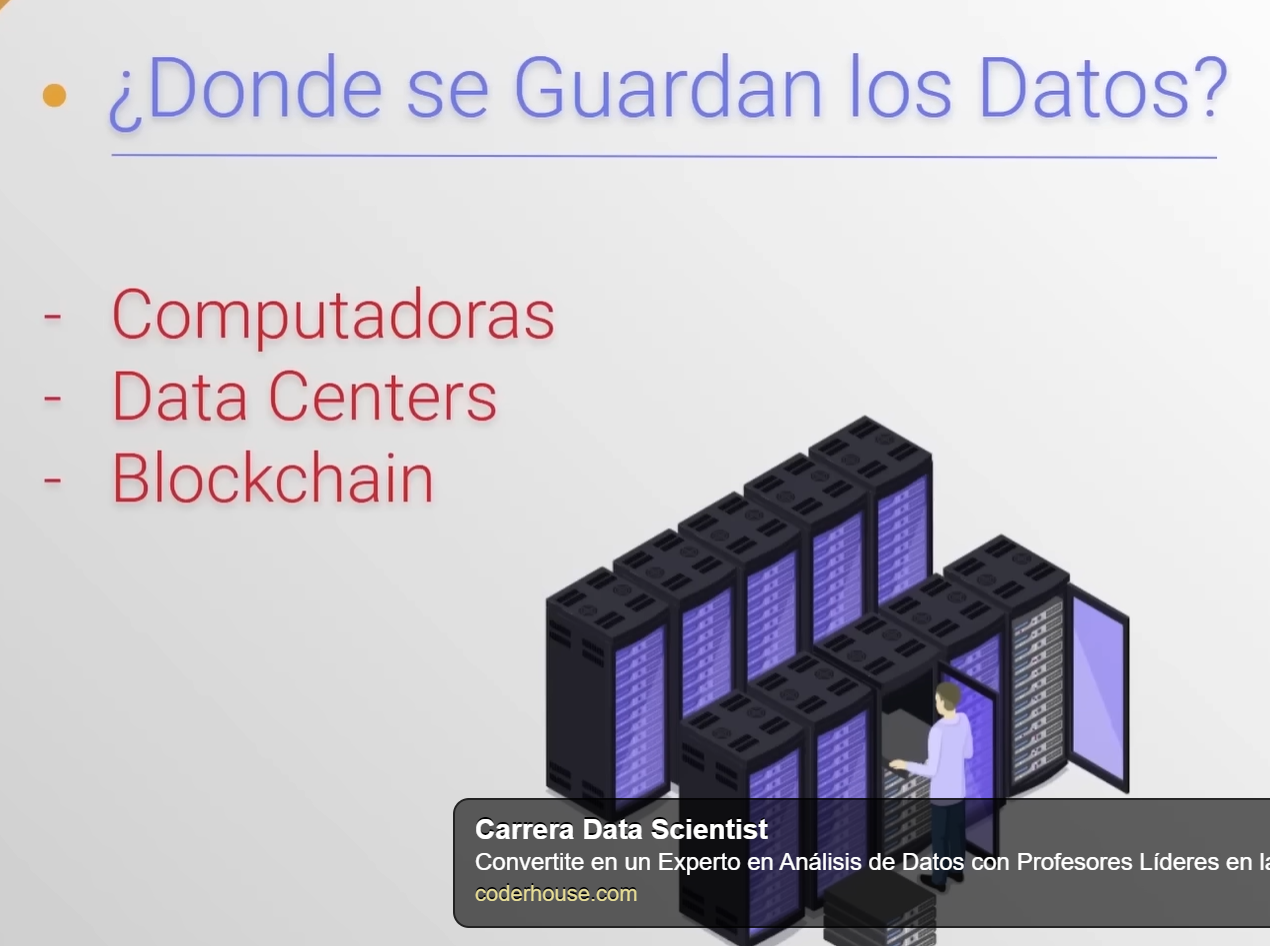 ¿Donde se Guardan los Datos?
- Computadoras
- Data Centers
- Blockchain
Carrera Data Scientist
Convertite en un Experto en Análisis de Datos con Profesores Líderes en la
coderhouse.com